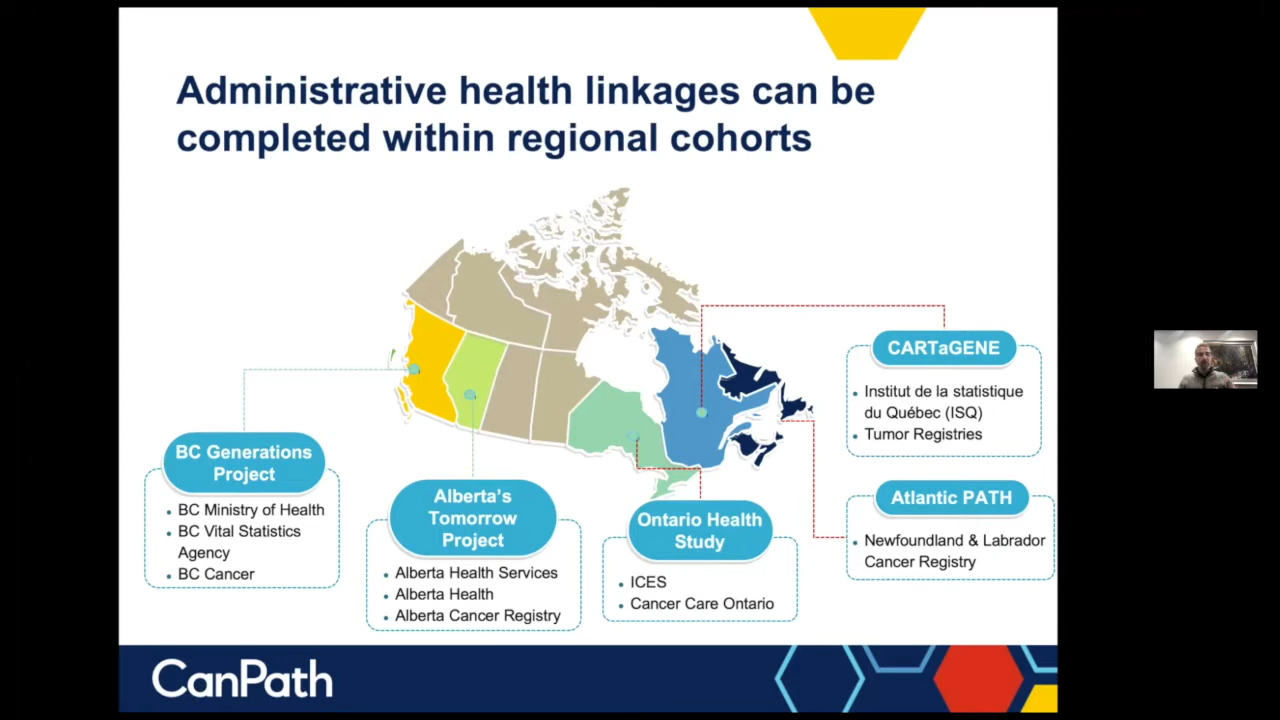 Administrative health linkages can be
completed within regional cohorts
BC Generations
Project
• BC Ministry of Health
• BC Vital Statistics
Agency
• BC Cancer
Alberta's
Tomorrow
Project
• Alberta Health Services
• Alberta Health
• Alberta Cancer Registry
Ontario Health
Study
• ICES
• Cancer Care Ontario
CARTaGENE
• Institut de la statistique
du Québec (ISQ)
• Tumor Registries
Atlantic PATH
• Newfoundland & Labrador
Cancer Registry
CanPath